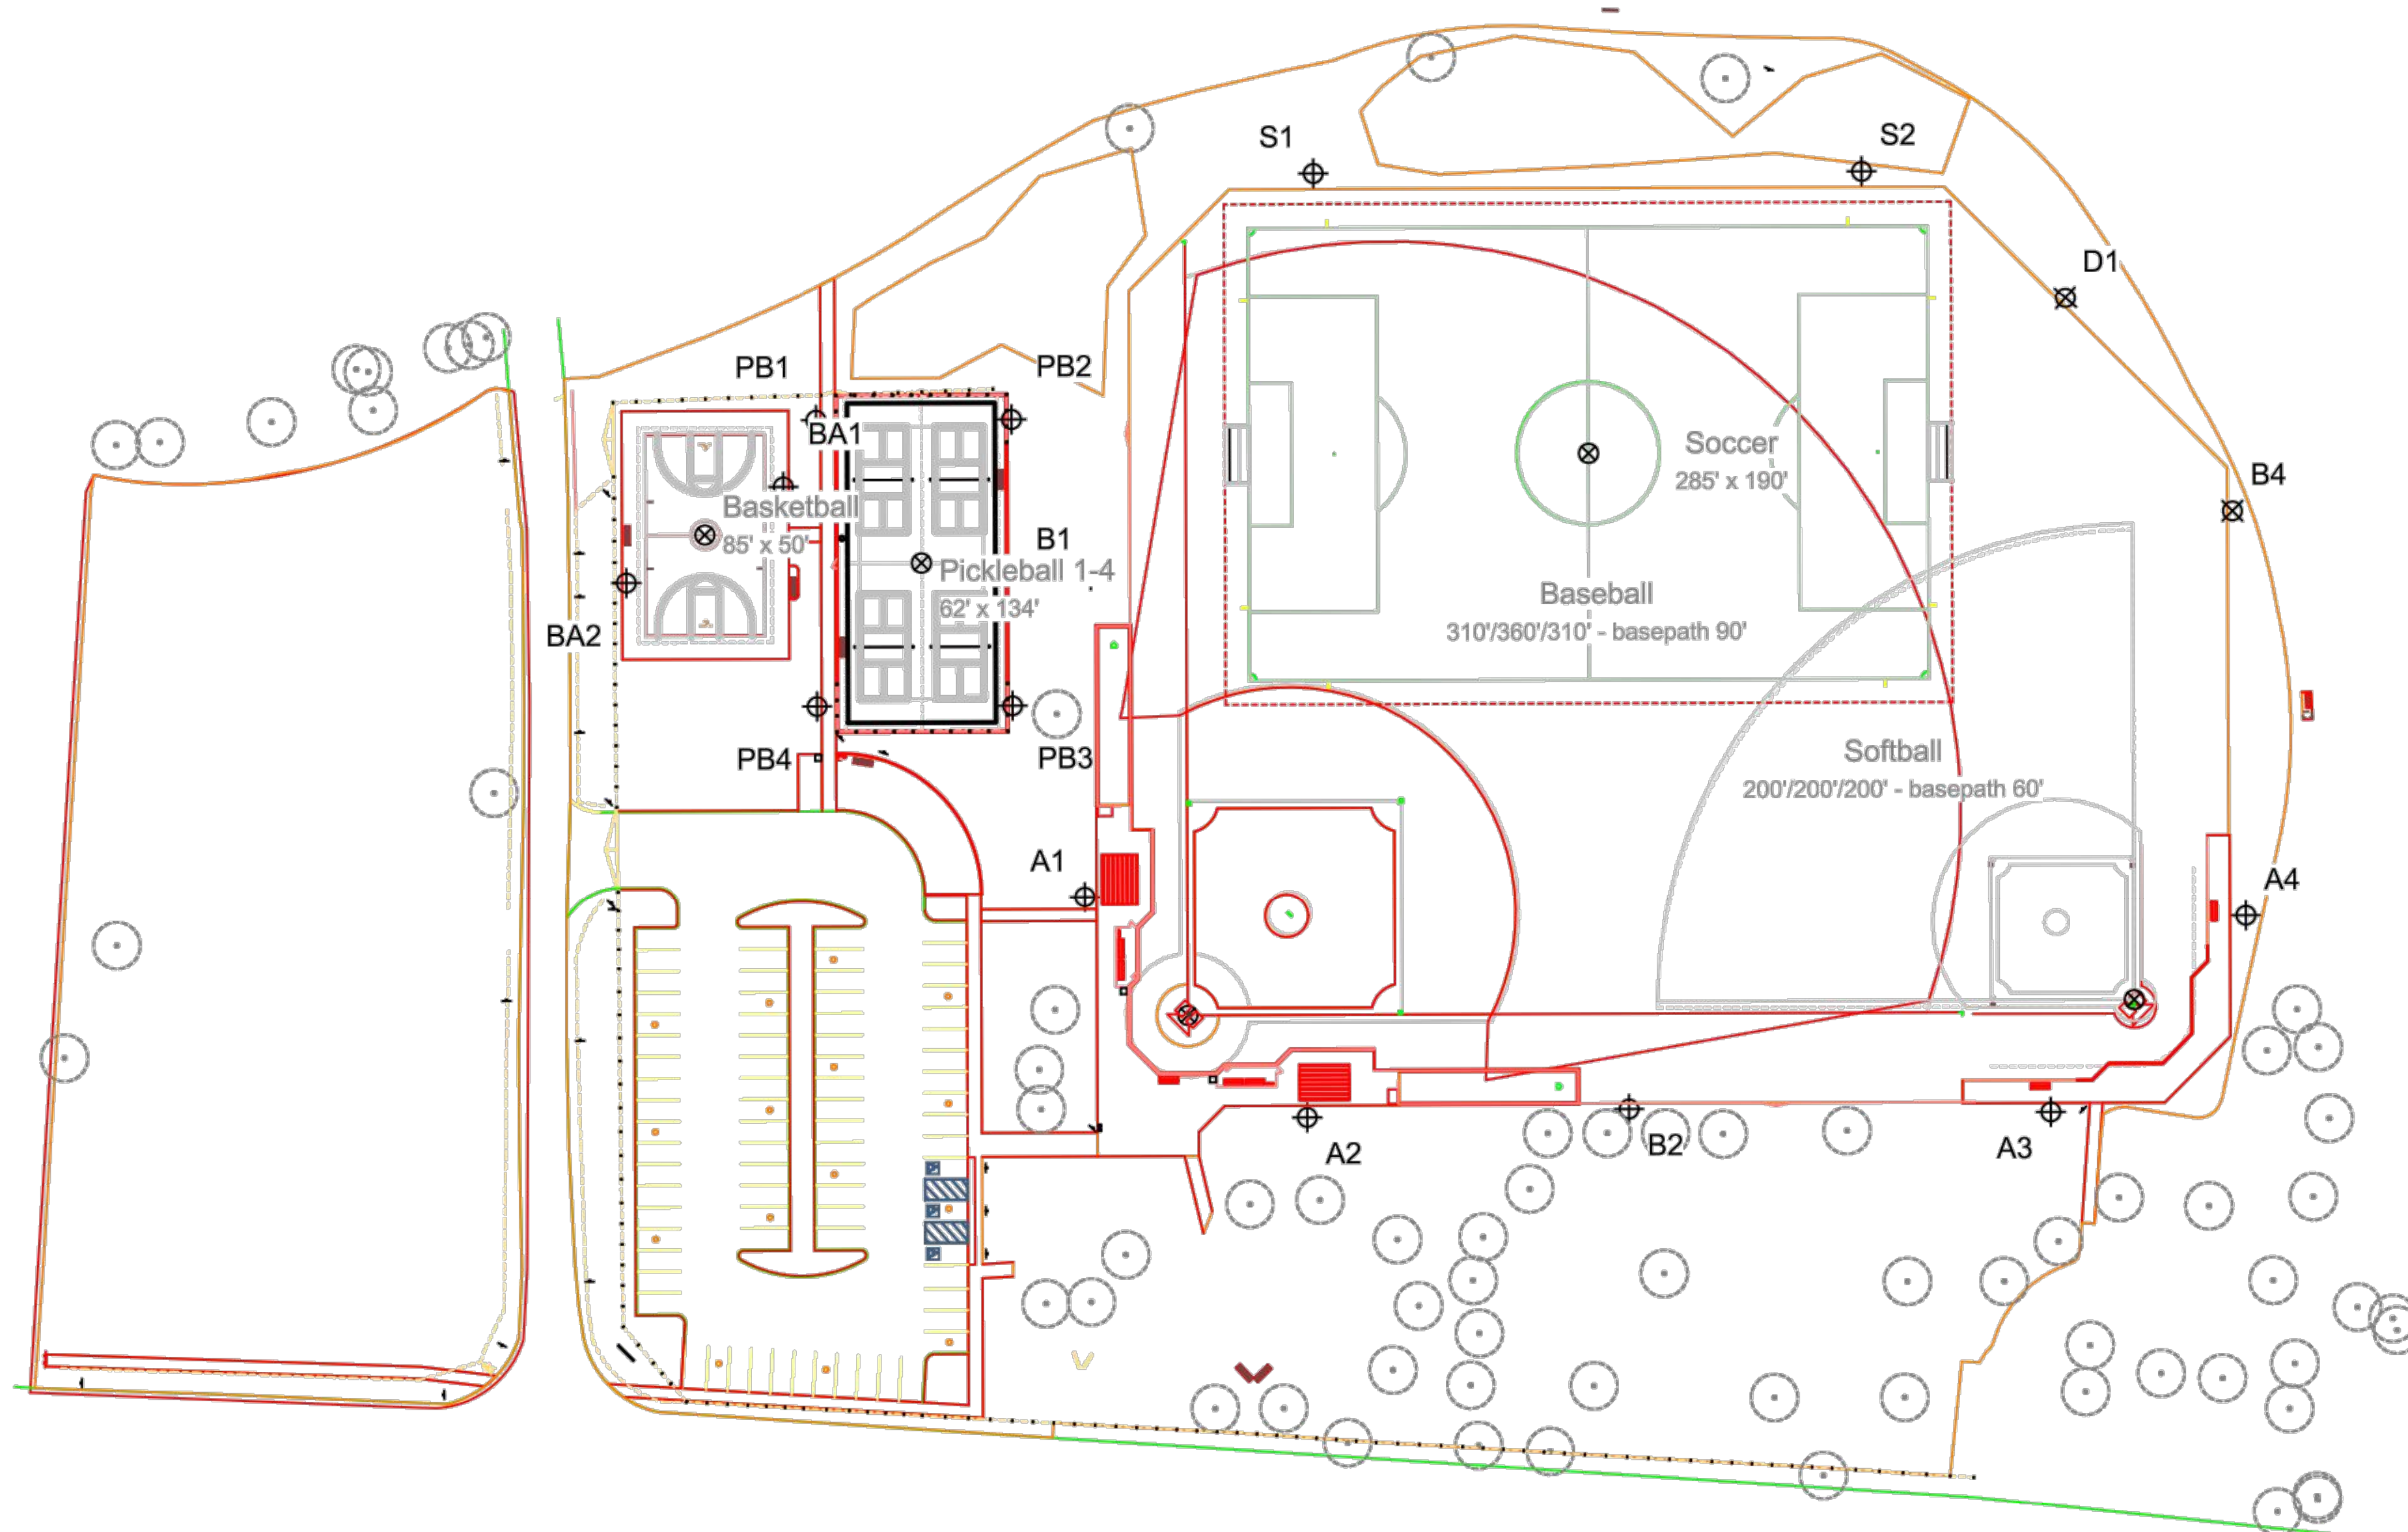 S1
S2
D1
PB1
PB2
BA1
Soccer
285' x 190'
B4
Basketball
85' x 50'
B1
Pickleball 1-4
62' x 134'
Baseball
310'/360'/310' - basepath 90'
BA2
PB4
PB3
Softball
200'/200'/200' - basepath 60'
A1
A4
A2
B2
A3